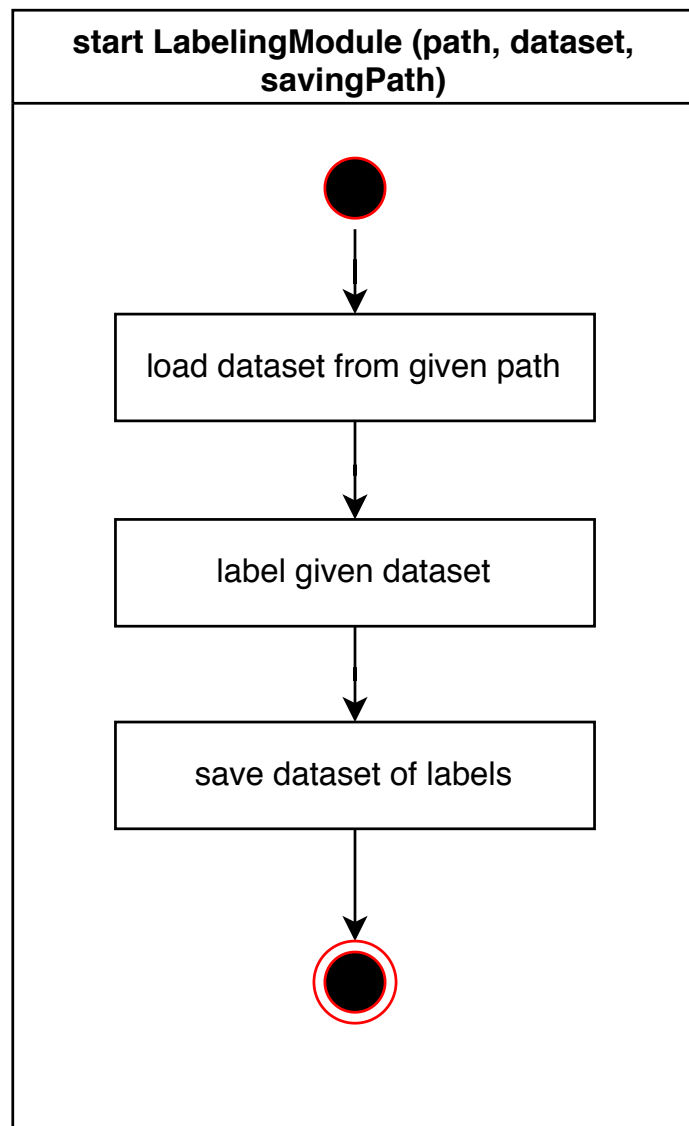 start LabelingModule (path, dataset,
savingPath)
load dataset from given path
label given dataset
save dataset of labels